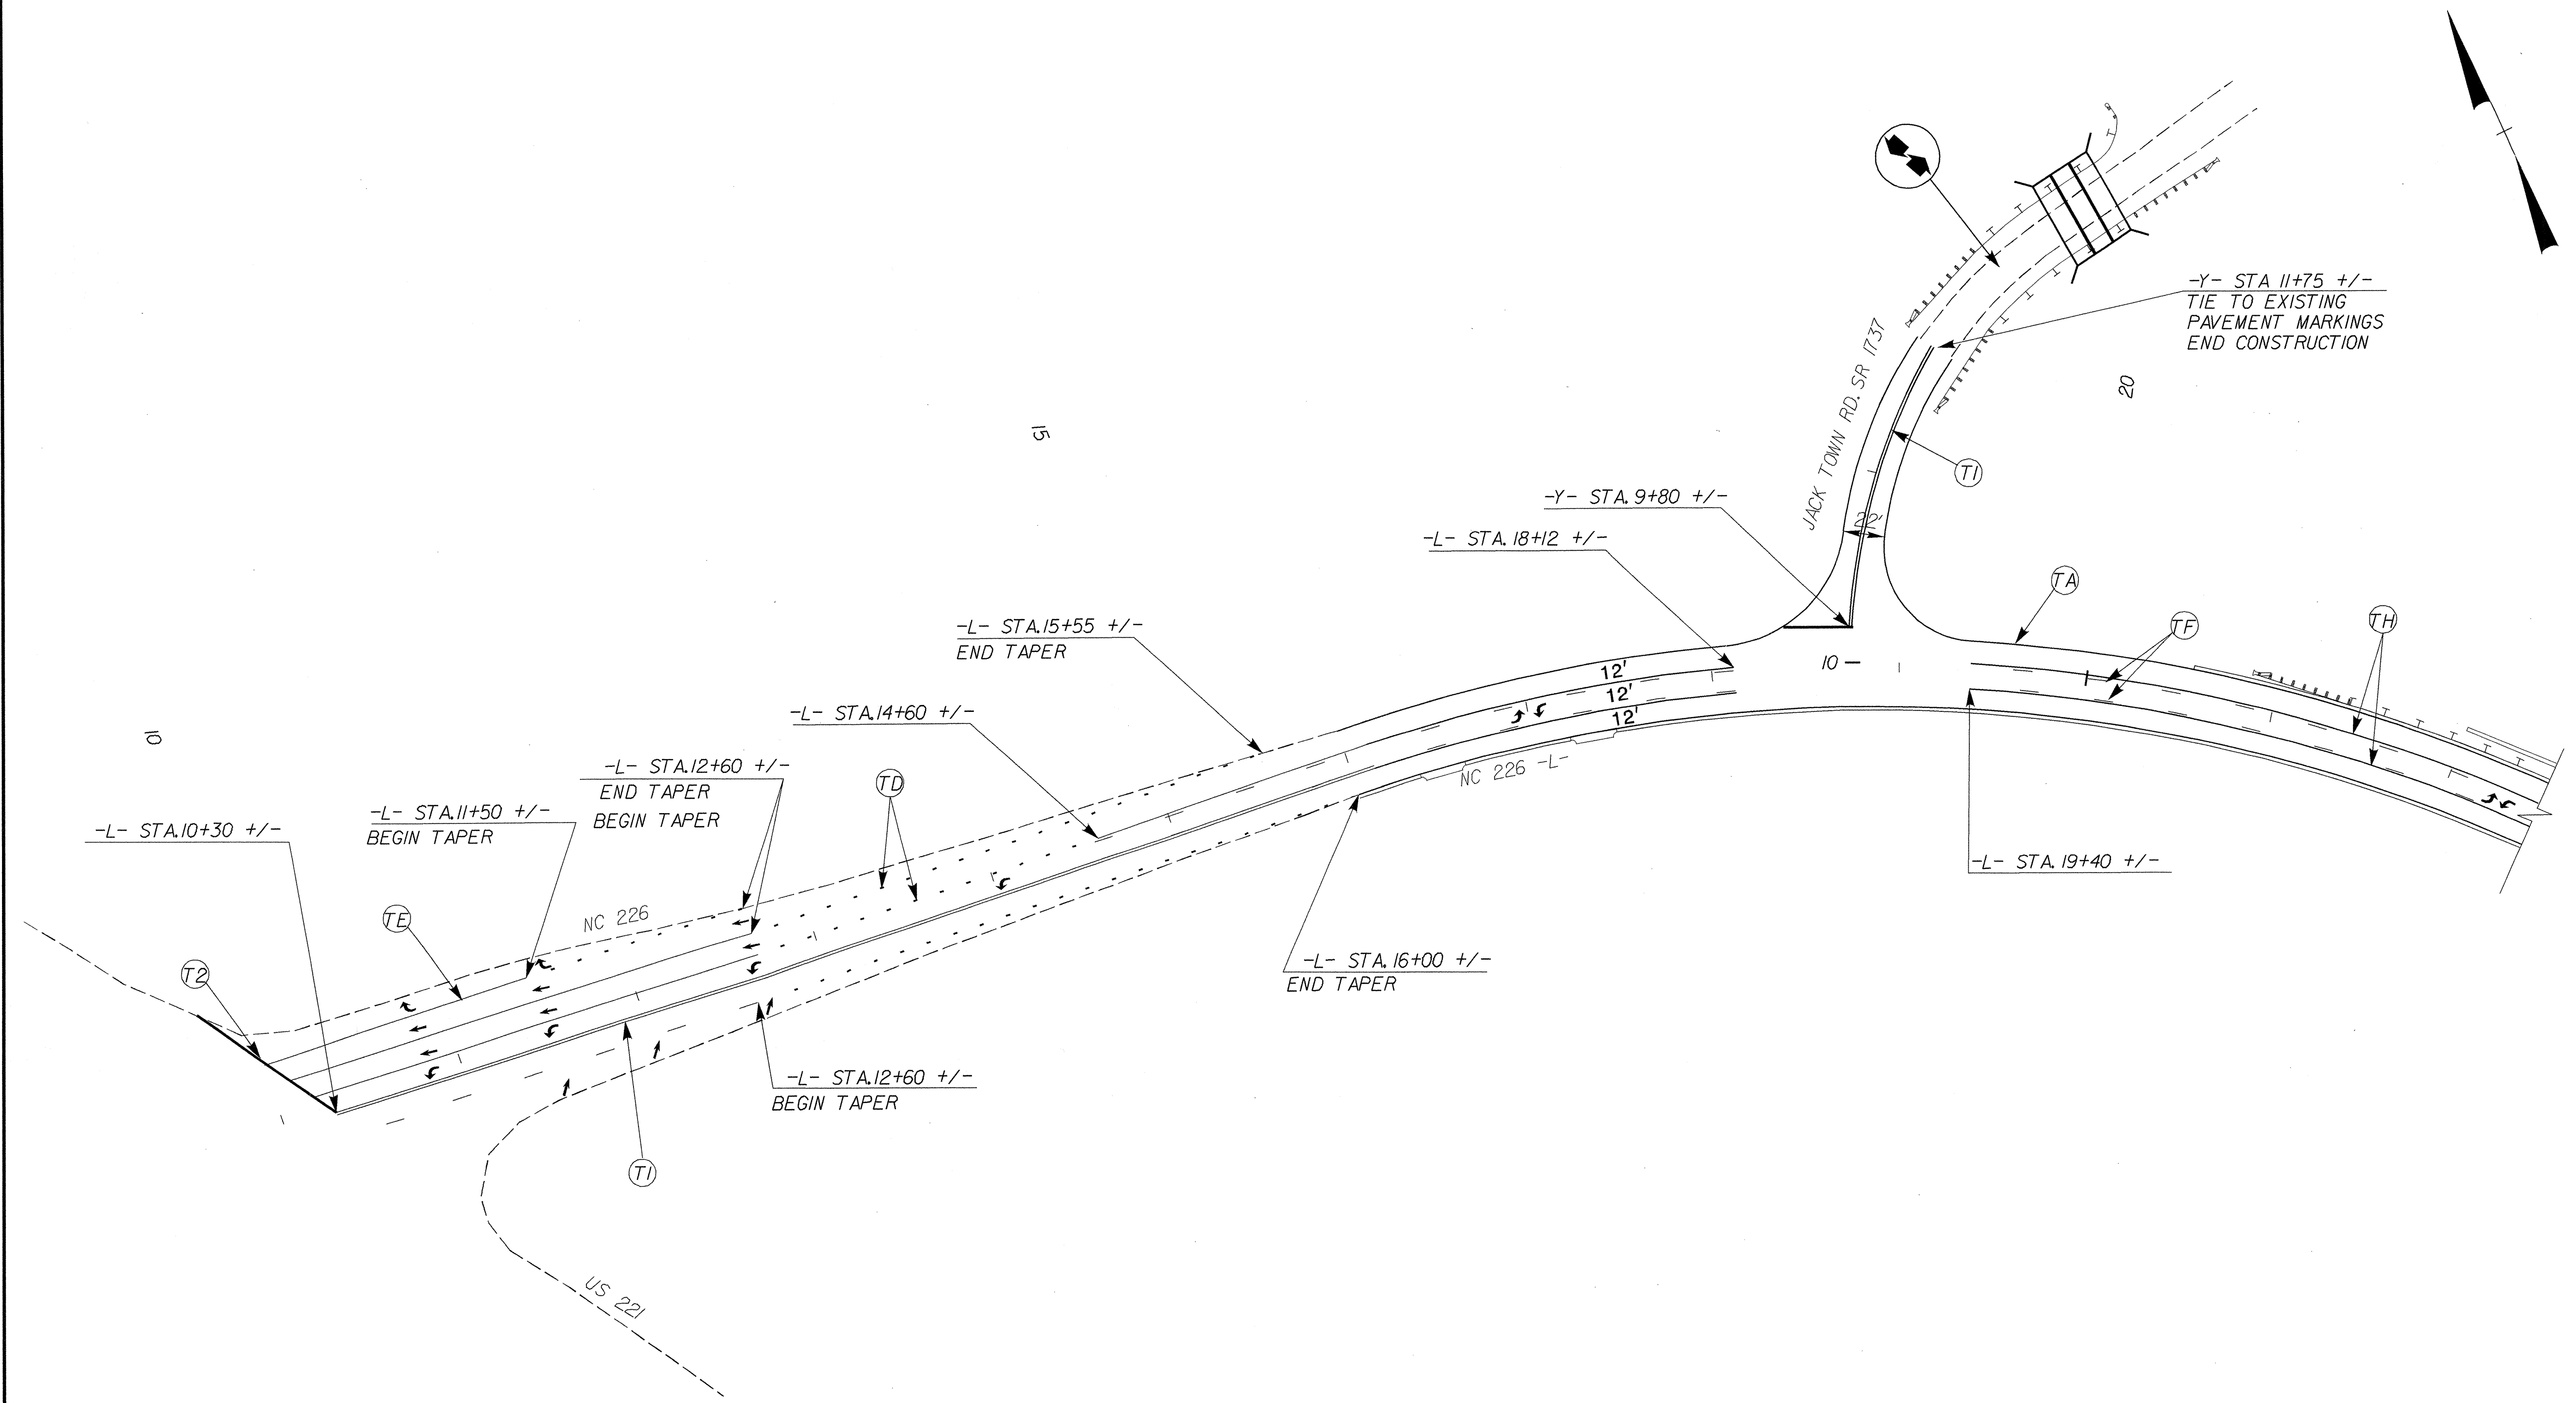 -Y- STA 11+75 +/-
TIE TO EXISTING
PAVEMENT MARKINGS
END CONSTRUCTION
20
JACK TOWN RD. SR 1737
15
T1
-Y- STA. 9+80 +/-
22'
-L- STA. 18+12 +/-
TA
-L- STA.15+55 +/-
END TAPER
TF
TH
12'
12'
12'
10
-L- STA.14+60 +/-
10
-L- STA.12+60 +/-
END TAPER
BEGIN TAPER
TD
NC 226 -L-
-L- STA.11+50 +/-
BEGIN TAPER
-L- STA.10+30 +/-
-L- STA. 19+40 +/-
TE
NC 226
-L- STA. 16+00 +/-
END TAPER
T2
-L- STA.12+60 +/-
BEGIN TAPER
T1
US 221